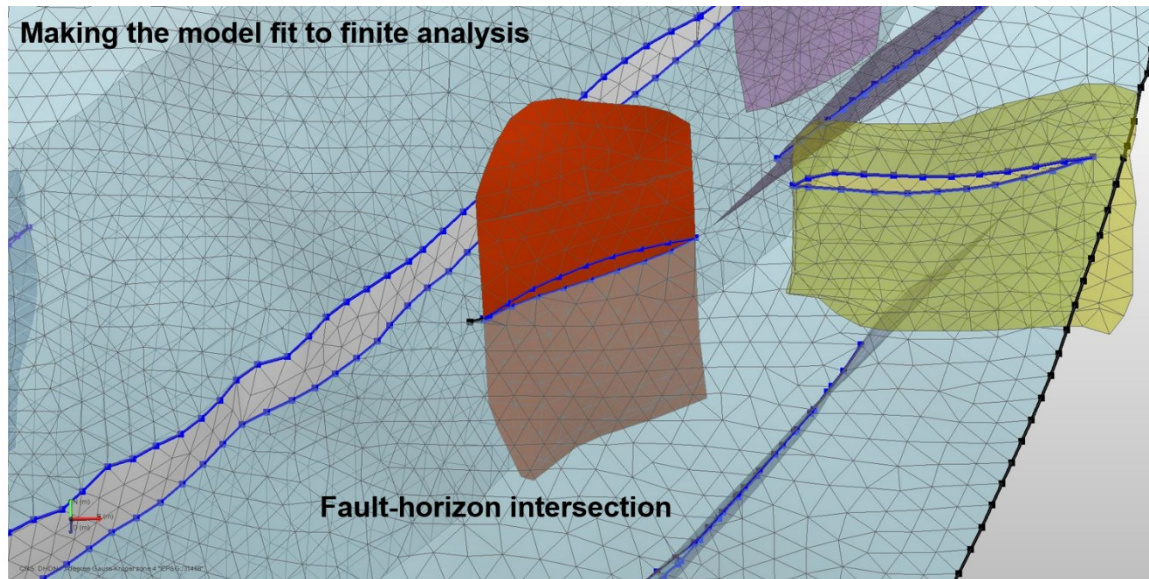 Making the model fit to finite analysis
Fault-horizon intersection